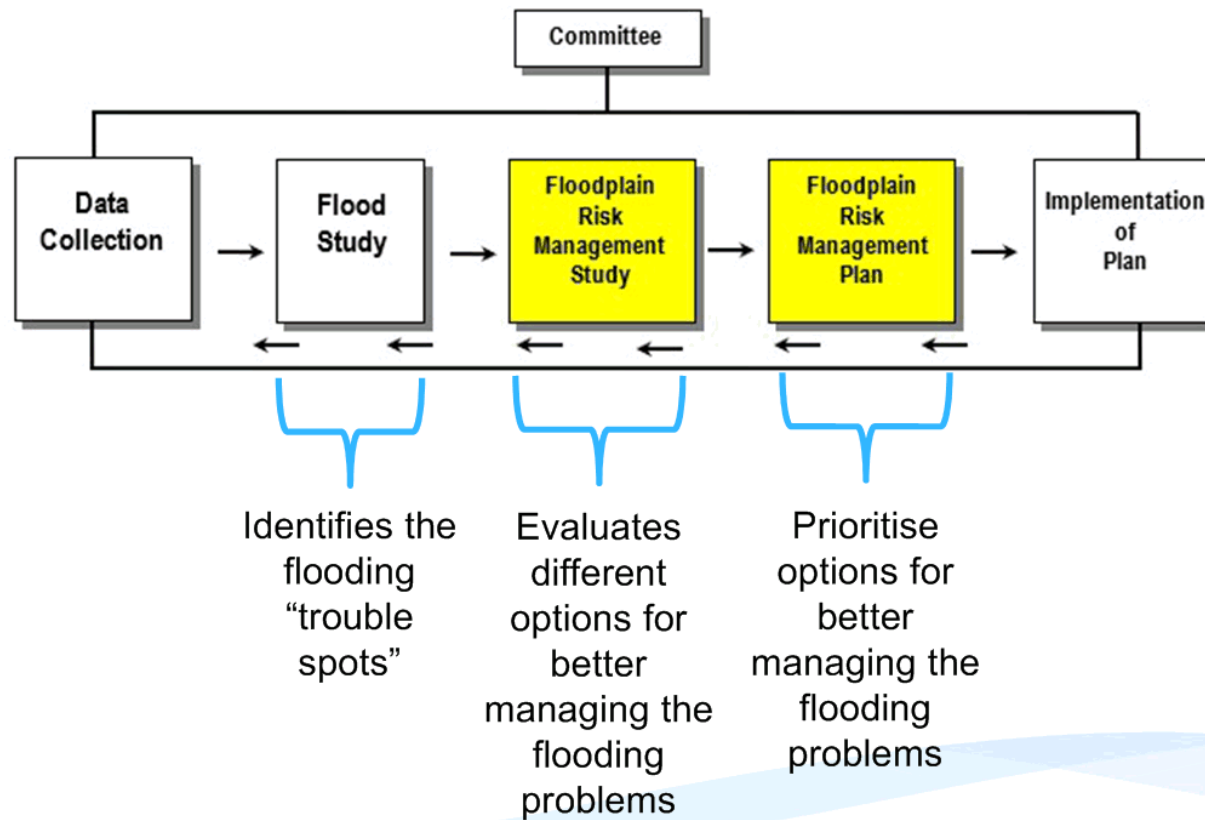 Committee
Data
Collection
Flood
Study
Floodplain
Risk
Management
Study
Floodplain
Risk
Management
Plan
Implementation
of
Plan
Identifies the
flooding
“trouble
spots”
Evaluates
different
options for
better
managing the
flooding
problems
Prioritise
options for
better
managing the
flooding
problems